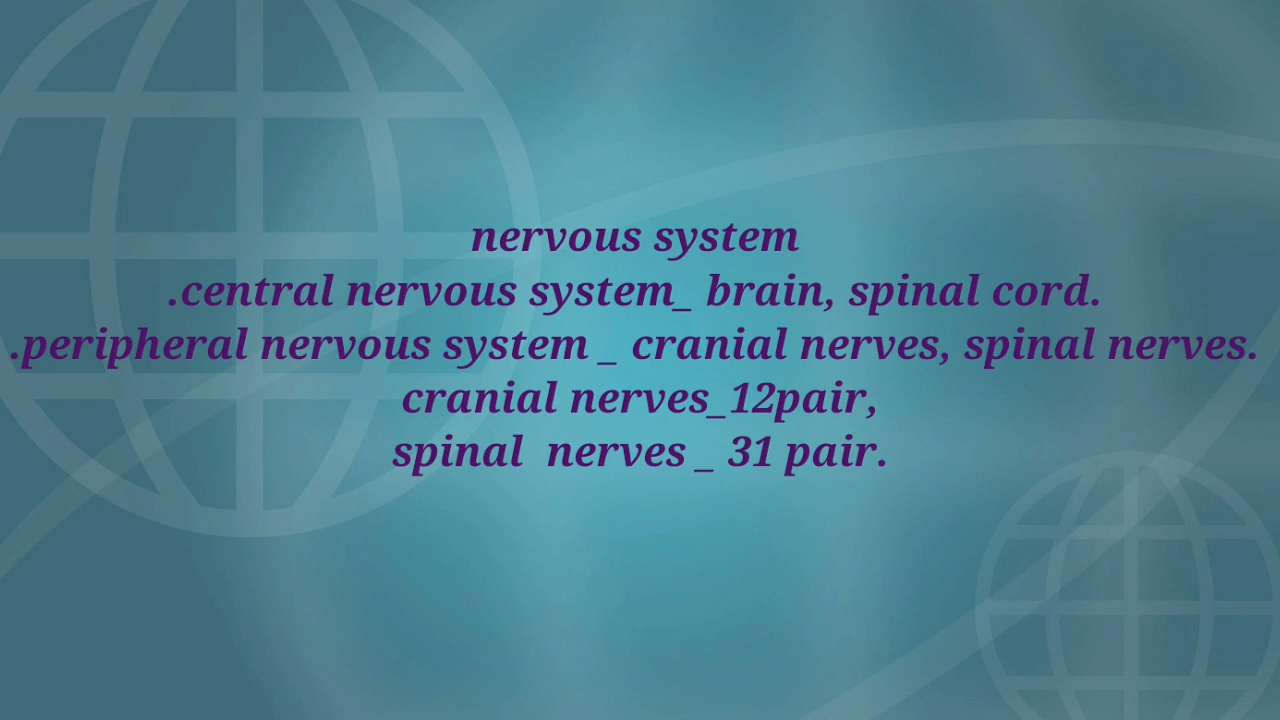 nervous system
.central nervous system_ brain, spinal cord.
.peripheral nervous system _ cranial nerves, spinal nerves.
cranial nerves_12pair,
spinal  nerves _ 31 pair.